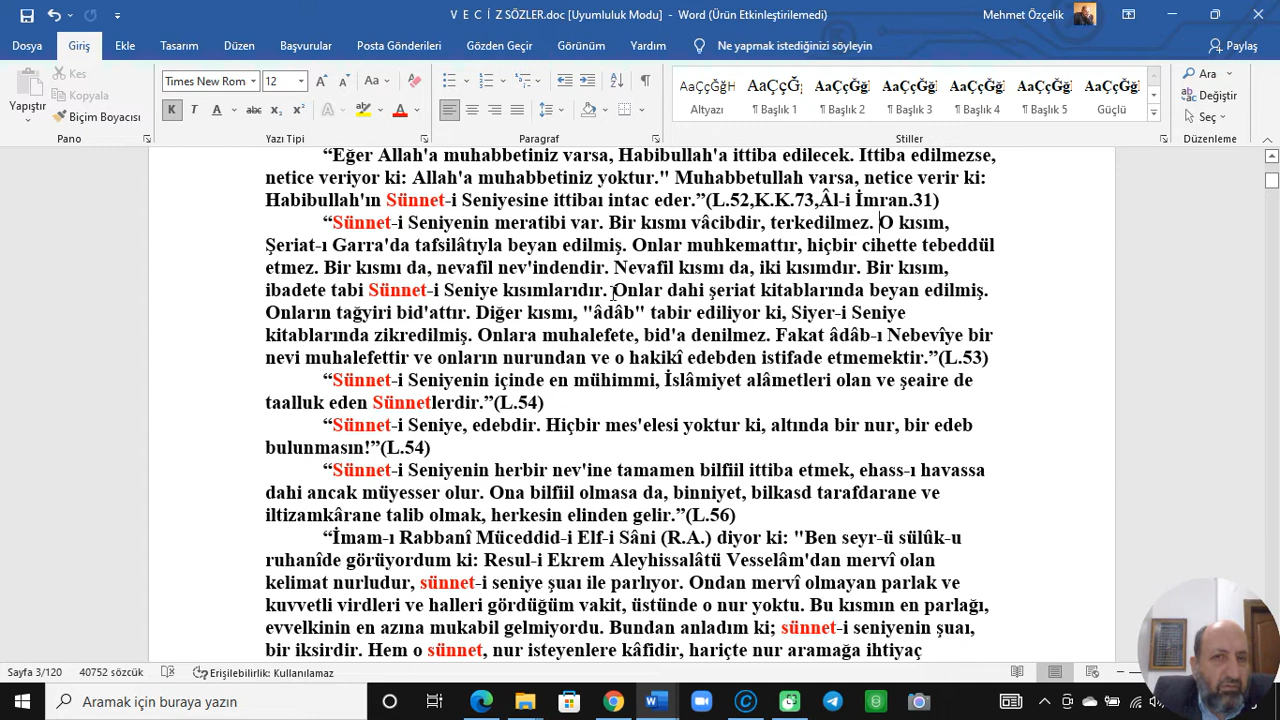 V E C İ Z SÖZLER.doc [Uyumluluk Modu] - Word (Ürün Etkinleştirilemedi)
Mehmet Özçelik
Dosya Giriş Ekle Tasarım Düzen Başvurular Posta Gönderileri Gözden Geçir Görünüm Yardım Ne yapmak istediğinizi söyleyin Paylaş
Yapıştır
Kes
Kopyala
Biçim Boyacısı
Times New Rom 12
K T A abc x₂ x²
AaÇçĞğH AaÇçĞğ AaÇçĞğİ AaÇçĞğİ AaÇçĞğİ AaÇçĞğİ AaÇçĞğİ
Altyazı ¶ Başlık 1 ¶ Başlık 2 ¶ Başlık 3 ¶ Başlık 4 ¶ Başlık 5 Güçlü
Ara
Değiştir
Seç
Pano Yazı Tipi Paragraf Stiller Düzenleme
“Eğer Allah'a muhabbetiniz varsa, Habibullah'a ittiba edilecek. Ittiba edilmezse,
netice veriyor ki: Allah'a muhabbetiniz yoktur." Muhabbetullah varsa, netice verir ki:
Habibullah'ın Sünnet-i Seniyesine ittibaı intac eder.”(L.52,K.K.73,Âl-i İmran.31)
“Sünnet-i Seniyenin meratibi var. Bir kısmı vâcibdir, terkedilmez. O kısım,
Şeriat-ı Garra'da tafsilâtıyla beyan edilmiş. Onlar muhkemattır, hiçbir cihette tebeddül
etmez. Bir kısmı da, nevafil nev'indendir. Nevafil kısmı da, iki kısımdır. Bir kısım,
ibadete tabi Sünnet-i Seniye kısımlarıdır. Onlar dahi şeriat kitablarında beyan edilmiş.
Onların tağyiri bid'attır. Diğer kısmı, "âdâb" tabir ediliyor ki, Siyer-i Seniye
kitablarında zikredilmiş. Onlara muhalefete, bid'a denilmez. Fakat âdâb-ı Nebevîye bir
nevi muhalefettir ve onların nurundan ve o hakikî edebden istifade etmemektir.”(L.53)
“Sünnet-i Seniyenin içinde en mühimmi, İslâmiyet alâmetleri olan ve şeaire de
taalluk eden Sünnetlerdir.”(L.54)
“Sünnet-i Seniye, edebdir. Hiçbir mes'elesi yoktur ki, altında bir nur, bir edeb
bulunmasın!”(L.54)
“Sünnet-i Seniyenin herbir nev'ine tamamen bilfiil ittiba etmek, ehass-ı havassa
dahi ancak müyesser olur. Ona bilfiil olmasa da, binniyet, bilkasd tarafdarane ve
iltizamkârane talib olmak, herkesin elinden gelir.”(L.56)
“İmam-ı Rabbanî Müceddid-i Elf-i Sâni (R.A.) diyor ki: "Ben seyr-ü sülûk-u
ruhanîde görüyordum ki: Resul-i Ekrem Aleyhissalâtü Vesselâm'dan mervî olan
kelimat nurludur, sünnet-i seniye şuaı ile parlıyor. Ondan mervî olmayan parlak ve
kuvvetli virdleri ve halleri gördüğüm vakit, üstünde o nur yoktu. Bu kısmın en parlağı,
evvelkinin en azına mukabil gelmiyordu. Bundan anladım ki; sünnet-i seniyenin şuaı,
bir iksirdir. Hem o sünnet, nur isteyenlere kâfidir, hariçte nur aramağa ihtiyaç
Sayfa 3/120 40752 sözcük Erişilebilirlik: Kullanılamaz
Aramak için buraya yazın